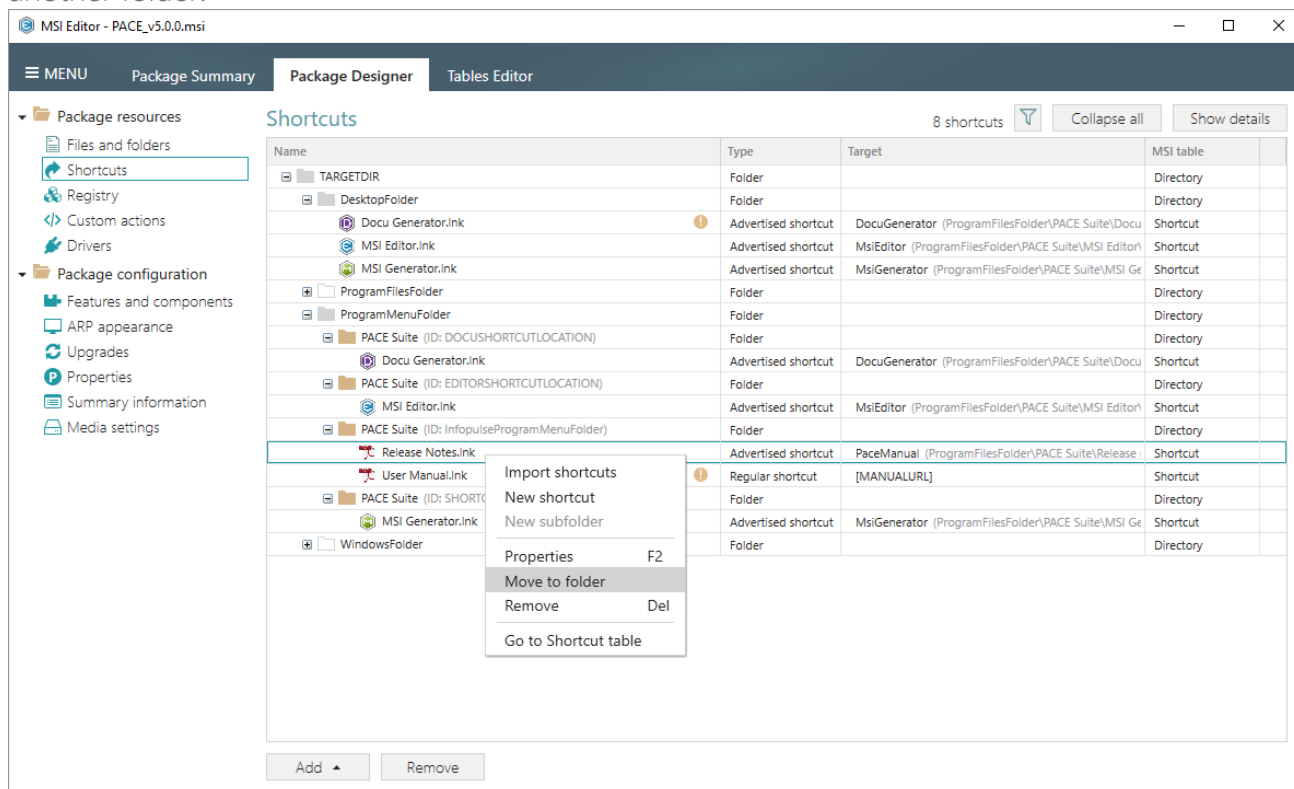 another folder.
MSI Editor - PACE_v5.0.0.msi
MENU Package Summary Package Designer Tables Editor
Package resources
Files and folders
Shortcuts
Registry
Custom actions
Drivers
Package configuration
Features and components
ARP appearance
Upgrades
Properties
Summary information
Media settings
Shortcuts 8 shortcuts Collapse all Show details
Name Type Target MSI table
TARGETDIR Folder Directory
DesktopFolder Folder Directory
Docu Generator.lnk Advertised shortcut DocuGenerator (ProgramFilesFolder\PACE Suite\Docu Shortcut
MSI Editor.lnk Advertised shortcut MsiEditor (ProgramFilesFolder\PACE Suite\MSI Editor\ Shortcut
MSI Generator.lnk Advertised shortcut MsiGenerator (ProgramFilesFolder\PACE Suite\MSI Ge Shortcut
ProgramFilesFolder Folder Directory
ProgramMenuFolder Folder Directory
PACE Suite (ID: DOCUSHORTCUTLOCATION) Folder Directory
Docu Generator.lnk Advertised shortcut DocuGenerator (ProgramFilesFolder\PACE Suite\Docu Shortcut
PACE Suite (ID: EDITORSHORTCUTLOCATION) Folder Directory
MSI Editor.lnk Advertised shortcut MsiEditor (ProgramFilesFolder\PACE Suite\MSI Editor\ Shortcut
PACE Suite (ID: InfopulseProgramMenuFolder) Folder Directory
Release Notes.lnk Advertised shortcut PaceManual (ProgramFilesFolder\PACE Suite\Release Shortcut
User Manual.lnk Regular shortcut [MANUALURL] Shortcut
PACE Suite (ID: SHORTC Folder Directory
MSI Generator.lnk Advertised shortcut MsiGenerator (ProgramFilesFolder\PACE Suite\MSI Ge Shortcut
WindowsFolder Folder Directory
Import shortcuts
New shortcut
New subfolder
Properties F2
Move to folder
Remove Del
Go to Shortcut table
Add Remove